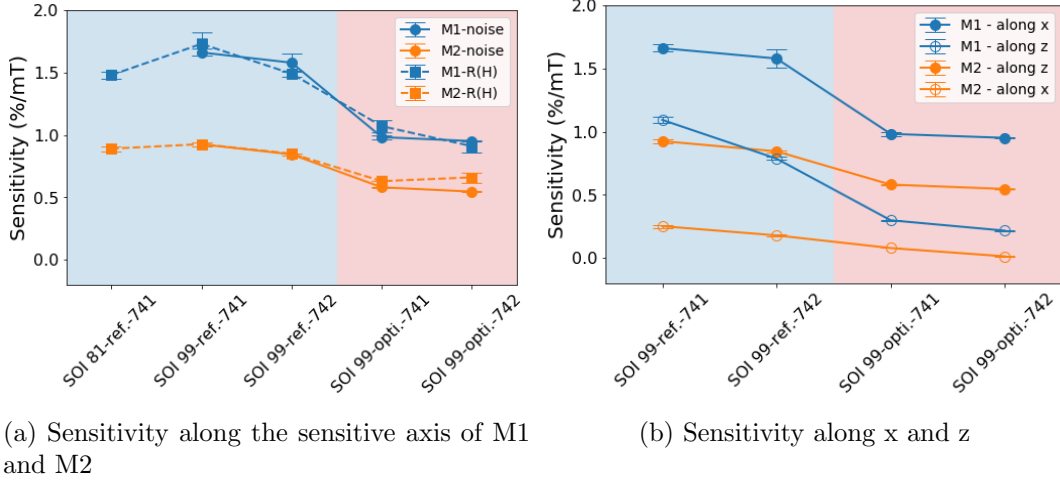 2.0
1.5
1.0
0.5
0.0
Sensitivity (%/mT)
M1-noise
M2-noise
M1-R(H)
M2-R(H)
SOI 81-ref.-741
SOI 99-ref.-741
SOI 99-ref.-742
SOI 99-opti.-741
SOI 99-opti.-742
(a) Sensitivity along the sensitive axis of M1
and M2
2.0
1.5
1.0
0.5
0.0
Sensitivity (%/mT)
M1 - along x
M1 - along z
M2 - along z
M2 - along x
SOI 99-ref.-741
SOI 99-ref.-742
SOI 99-opti.-741
SOI 99-opti.-742
(b) Sensitivity along x and z